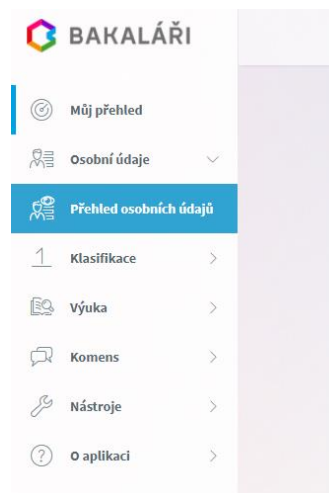 BAKALÁŘI
Můj přehled
Osobní údaje
Přehled osobních údajů
1 Klasifikace
Výuka
Komens
Nástroje
? O aplikaci